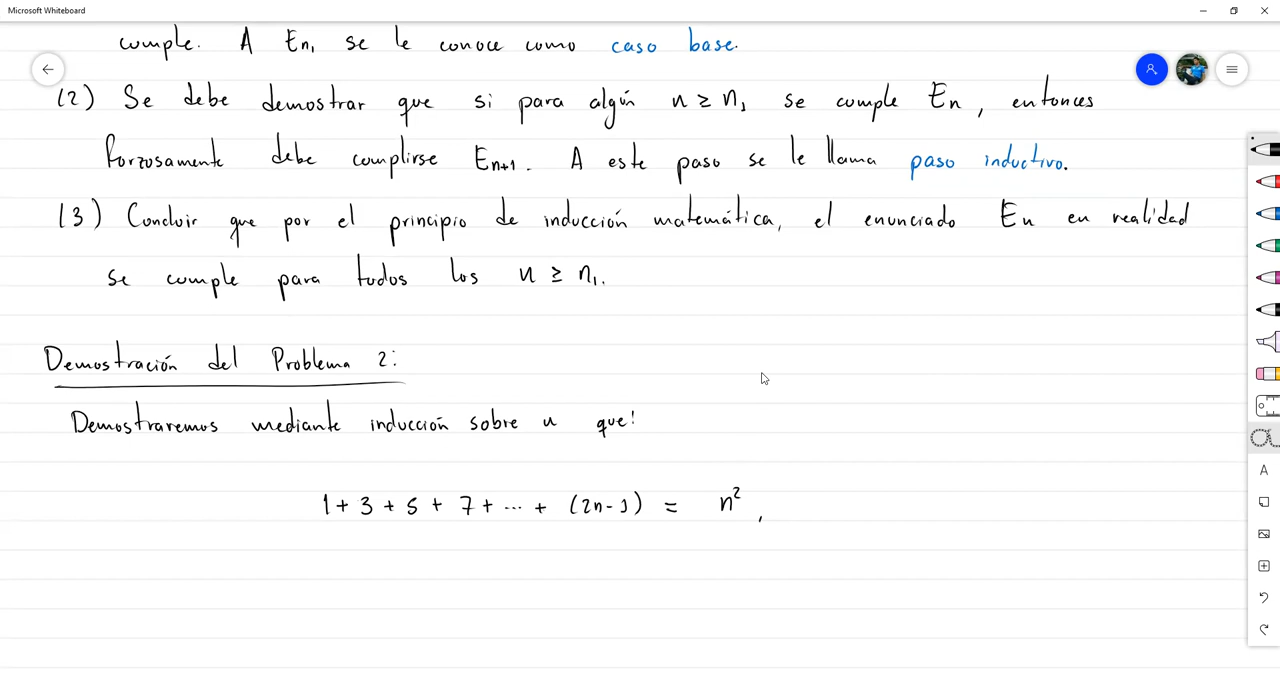 Microsoft Whiteboard
cumple. A En₁ se le conoce como caso base.
(2) Se debe demostrar que si para algún n ≥ n₁ se cumple En, entonces
forzosamente debe cumplirse En+1. A este paso se le llama paso inductivo.
(3) Concluir que por el principio de inducción matemática, el enunciado En en realidad
se cumple para todos los n ≥ n₁.
Demostración del Problema 2:
Demostraremos mediante inducción sobre n que:
1 + 3 + 5 + 7 + ... + (2n-1) = n²,
A